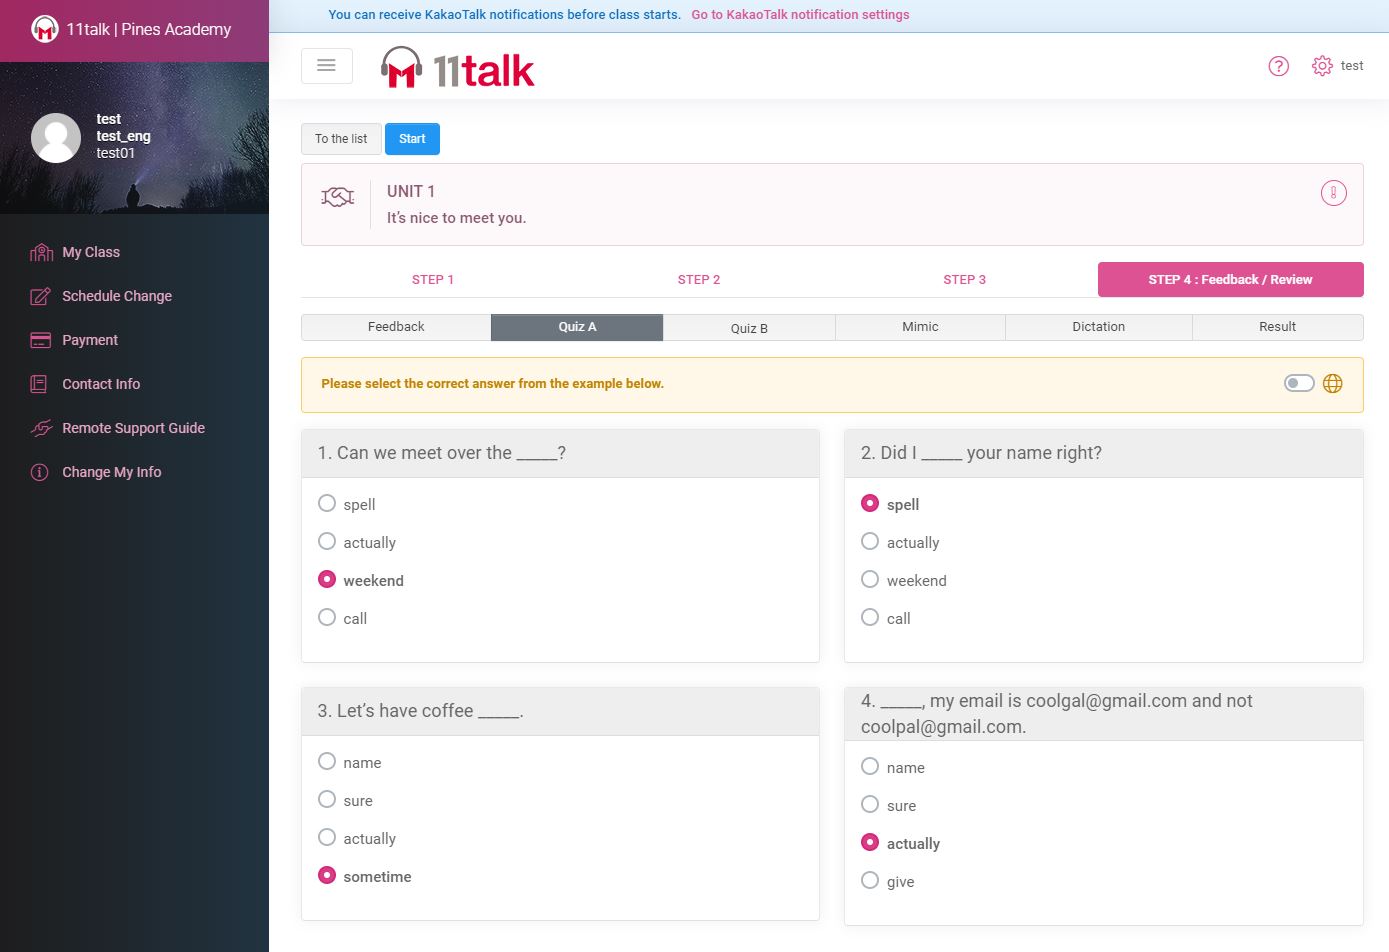 11talk | Pines Academy
You can receive KakaoTalk notifications before class starts. Go to KakaoTalk notification settings
11talk
test
test
test_eng
test01
My Class
Schedule Change
Payment
Contact Info
Remote Support Guide
Change My Info
To the list
Start
UNIT 1
It's nice to meet you.
STEP 1
STEP 2
STEP 3
STEP 4 : Feedback / Review
Feedback
Quiz A
Quiz B
Mimic
Dictation
Result
Please select the correct answer from the example below.
1. Can we meet over the _____?
spell
actually
weekend
call
2. Did I _____ your name right?
spell
actually
weekend
call
3. Let's have coffee _____.
name
sure
actually
sometime
4. _____, my email is coolgal@gmail.com and not
coolpal@gmail.com.
name
sure
actually
give